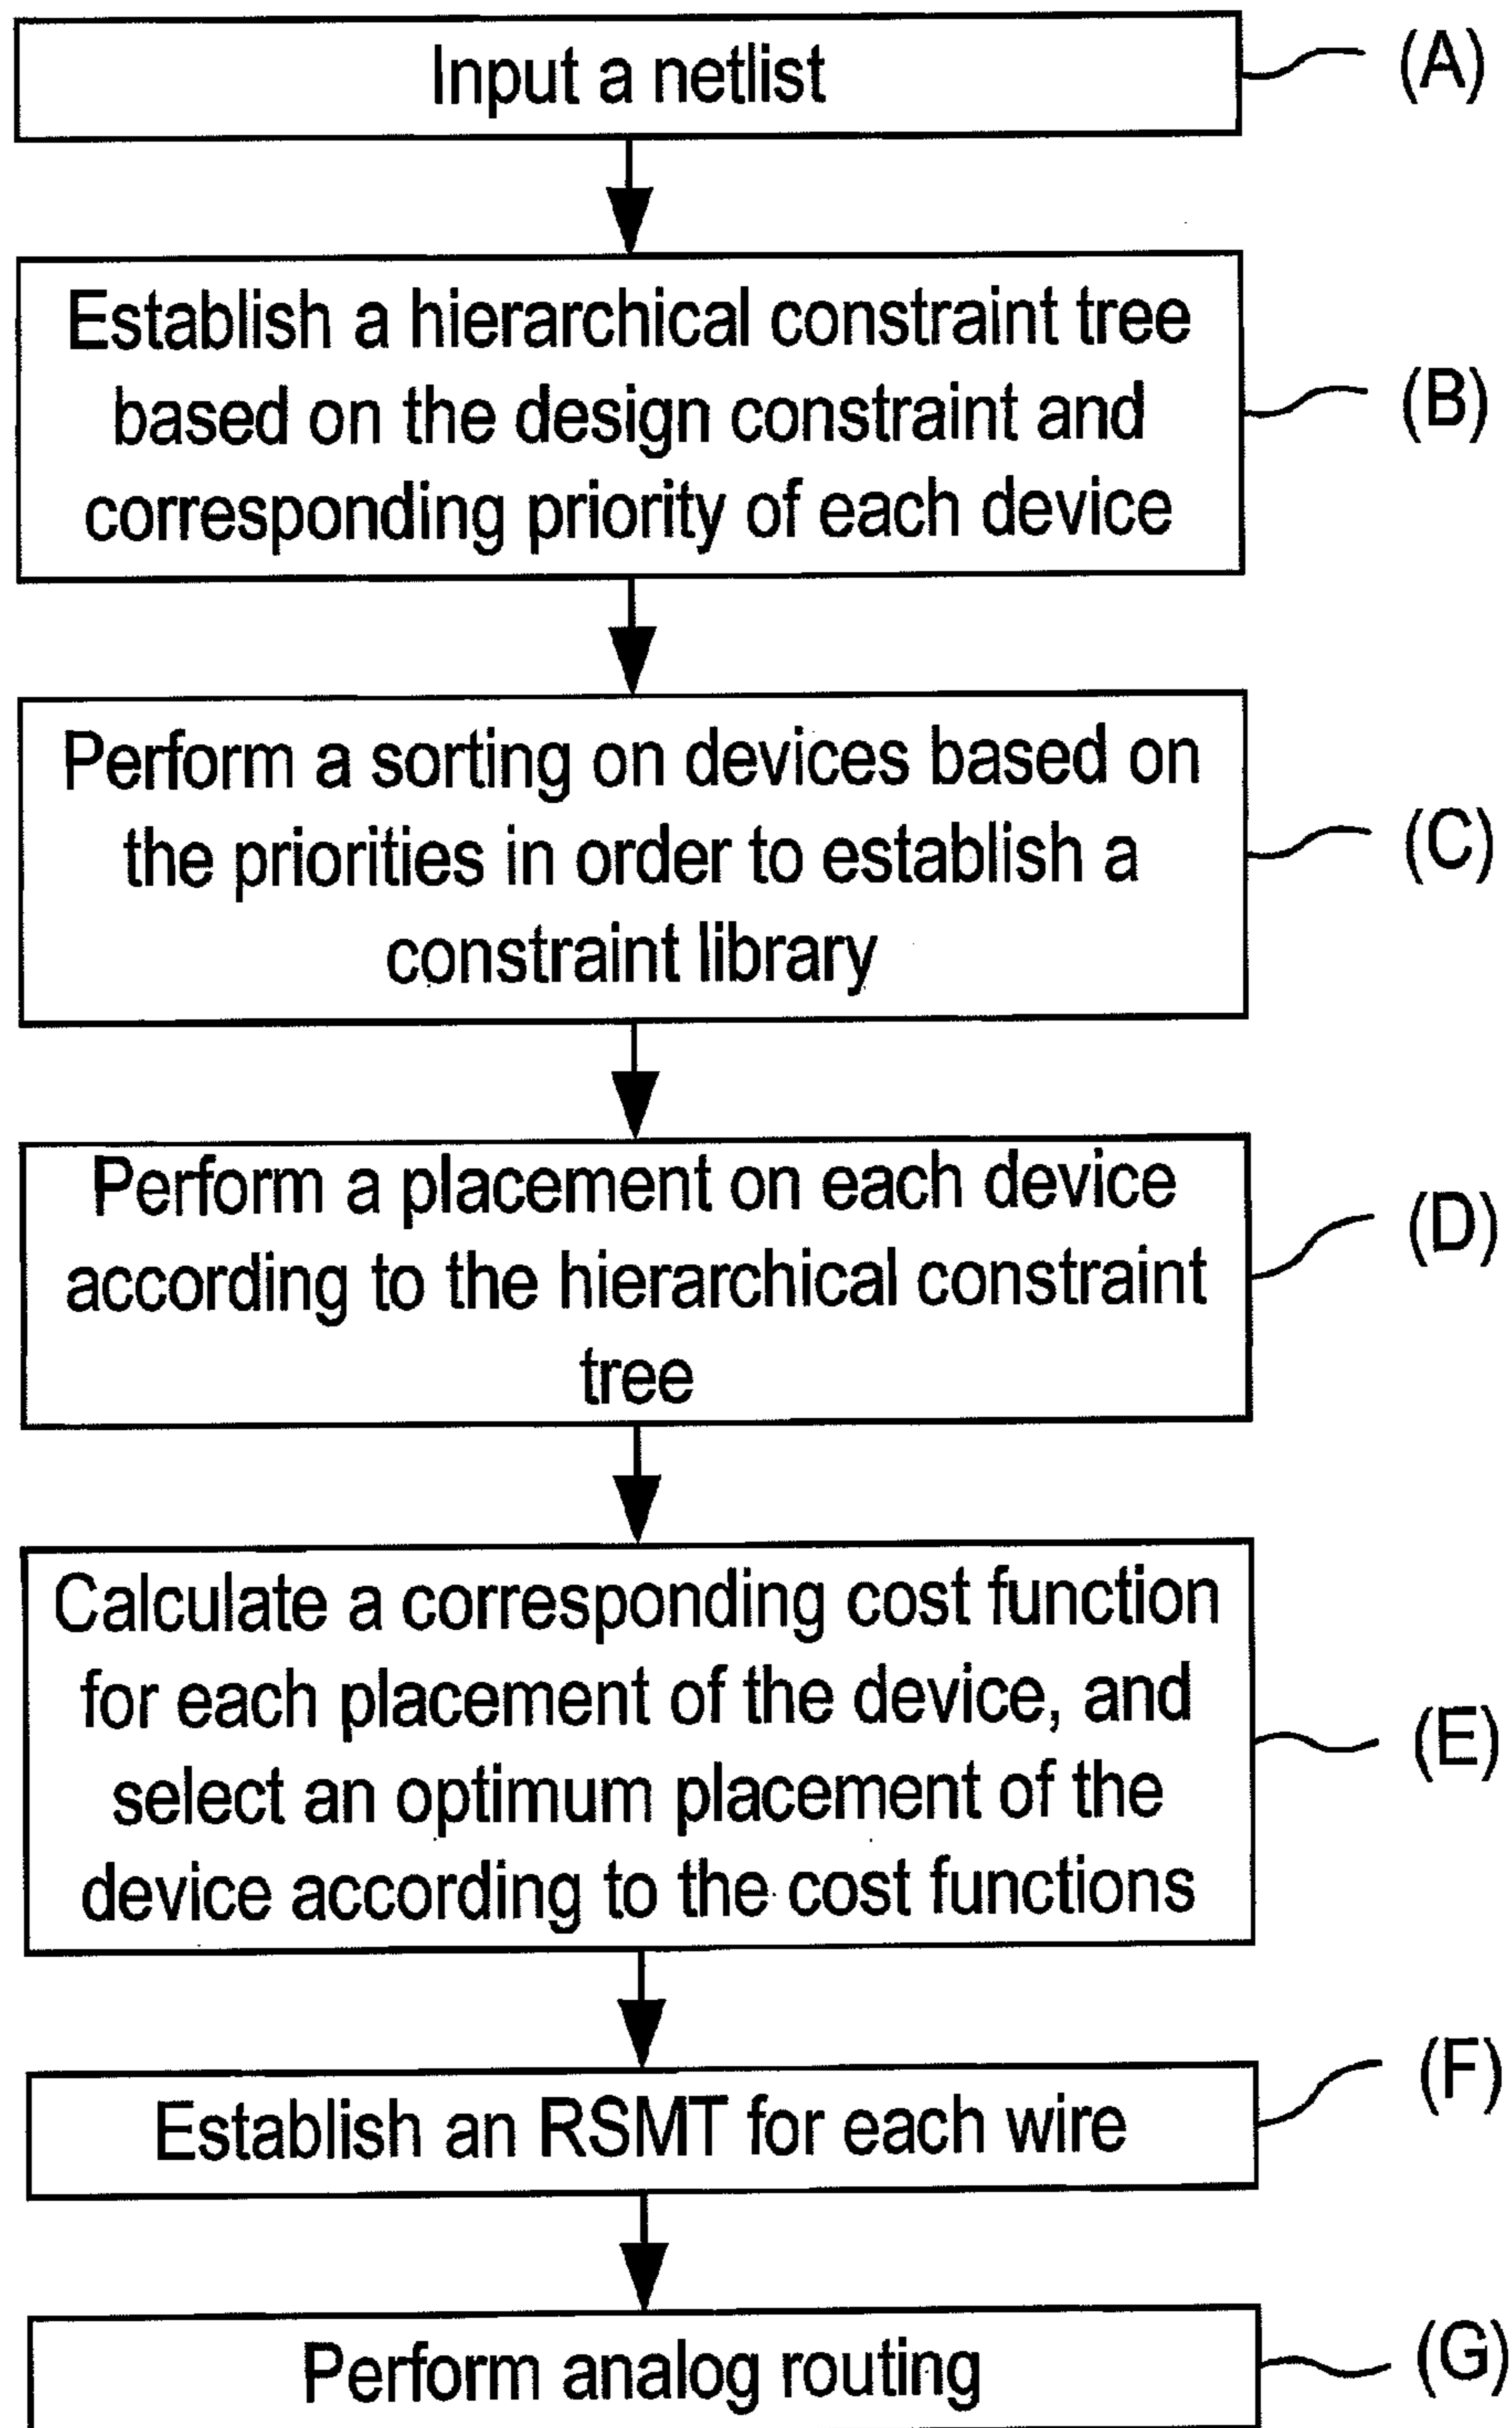 Input a netlist
(A)
Establish a hierarchical constraint tree
based on the design constraint and
corresponding priority of each device
(B)
Perform a sorting on devices based on
the priorities in order to establish a
constraint library
(C)
Perform a placement on each device
according to the hierarchical constraint
tree
(D)
Calculate a corresponding cost function
for each placement of the device, and
select an optimum placement of the
device according to the cost functions
(E)
Establish an RSMT for each wire
(F)
Perform analog routing
(G)